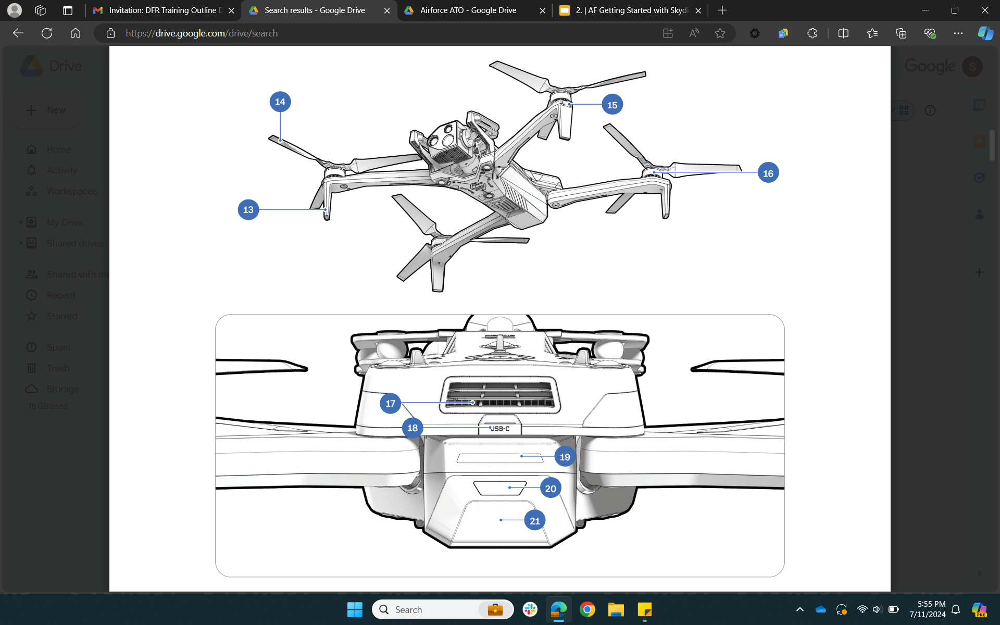 Invitation: DFR Training Outline D
Search results - Google Drive
Airforce ATO - Google Drive
2. | AF Getting Started with Skydi
https://drive.google.com/drive/search
Drive
Google
S
New
Home
Activity
Workspaces
My Drive
Shared drives
Shared with me
Recent
Starred
Spam
Trash
Storage
15 GB used
14
15
16
13
17
18
USB-C
19
20
21
Search
5:55 PM
7/11/2024
PRE